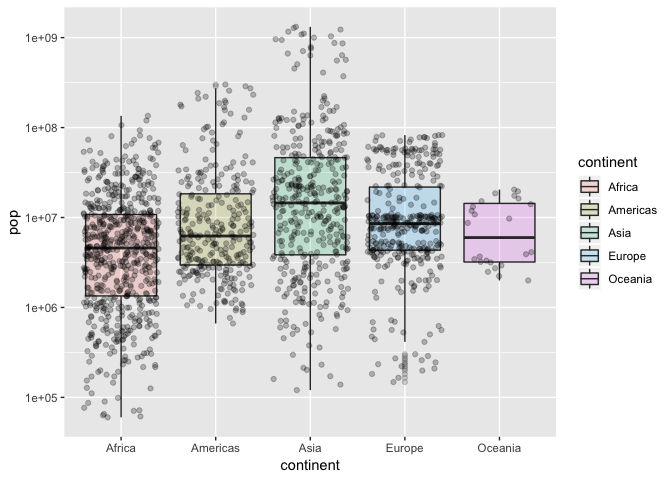 1e+09
1e+08
1e+07
1e+06
1e+05
pop
Africa Americas Asia Europe Oceania
continent
continent
Africa
Americas
Asia
Europe
Oceania